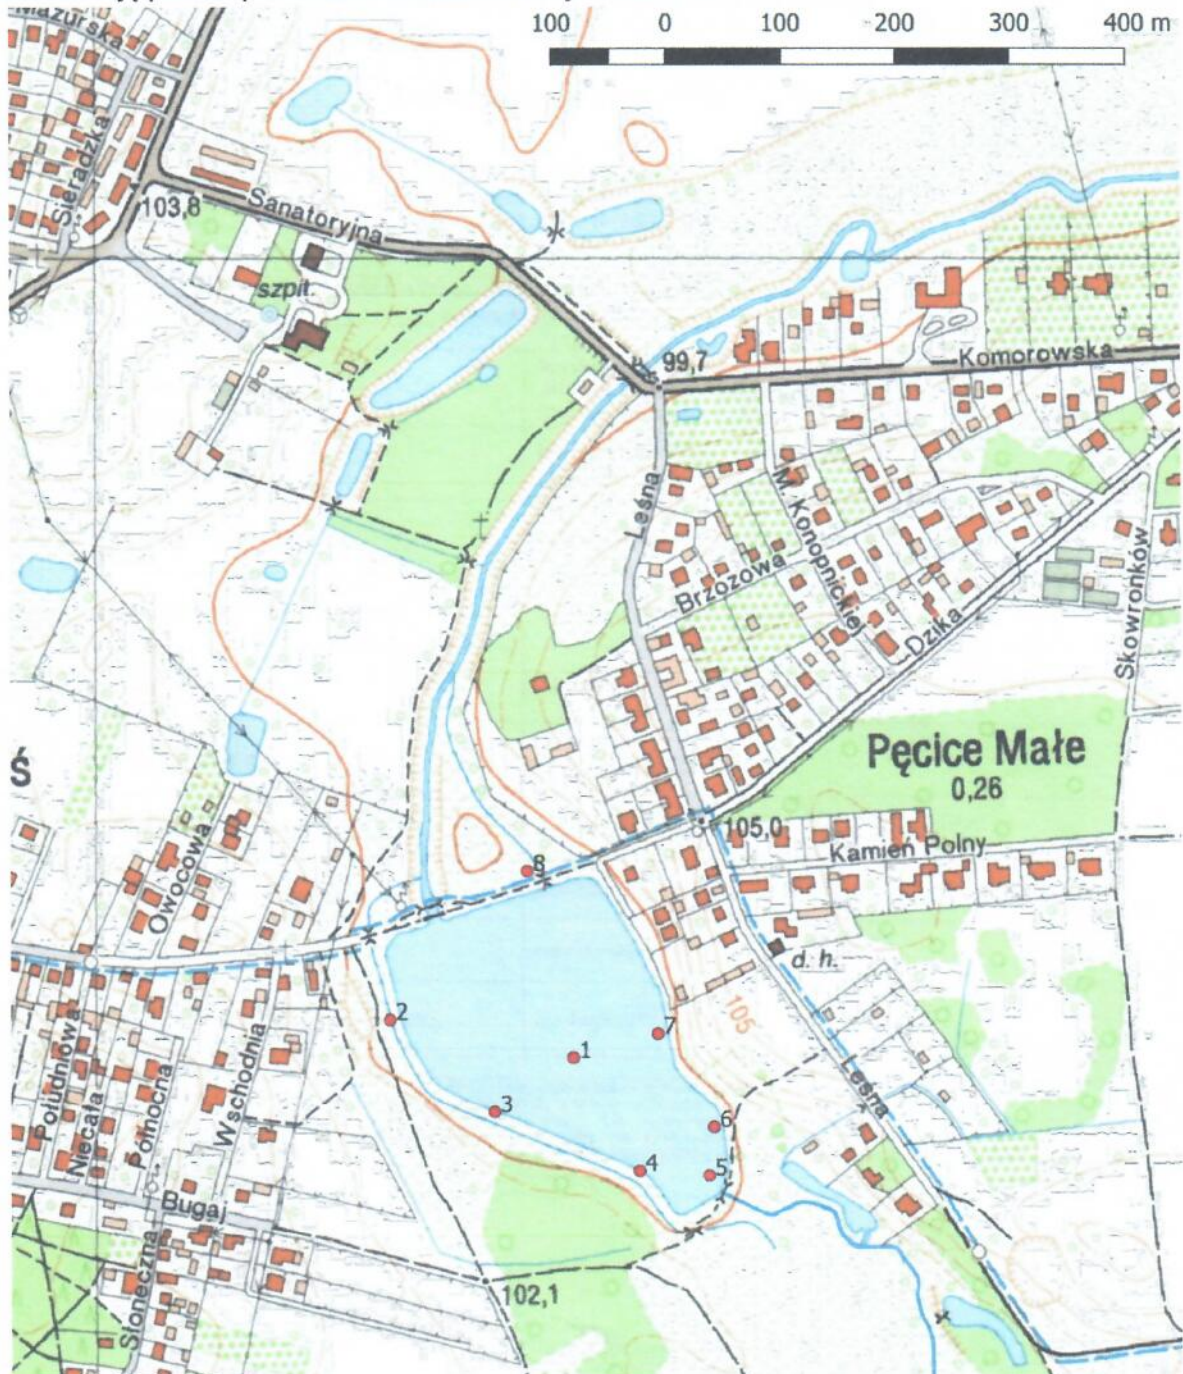 100 0 100 200 300 400 m
Mazurska
Sieradzka
103,8
Sanatoryjna
szpit.
99,7
Komorowska
Leśna
M. Konopnickiej
Brzozowa
Dzika
Skowronków
Ś
Pęcice Małe
0,26
105,0
Kamień Polny
Owocowa
8
d. h.
2
7
105
1
Leśna
Południowa
Niecała
Północna
Wschodnia
3
6
4
5
Bugaj
Słoneczna
102,1